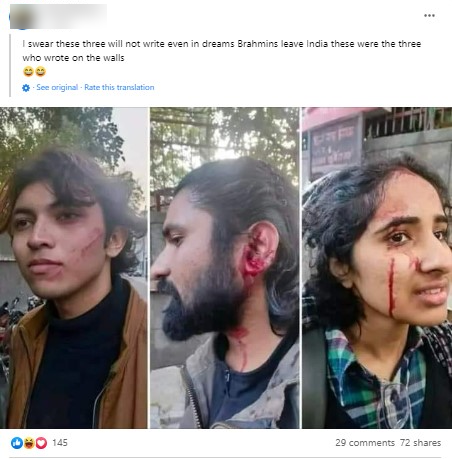 I swear these three will not write even in dreams Brahmins leave India these were the three
who wrote on the walls
😄😄
· See original · Rate this translation
145
29 comments 72 shares